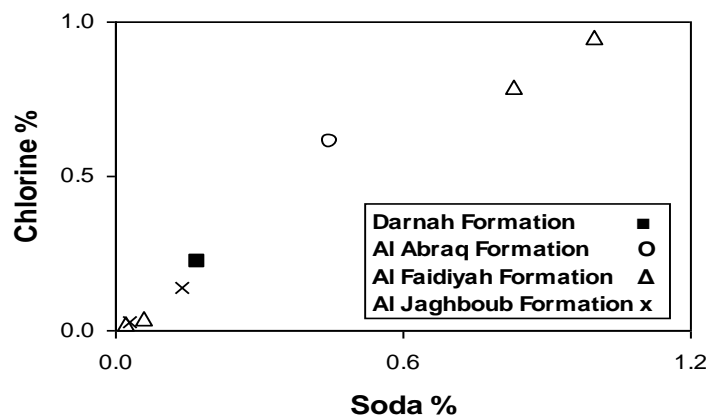 1.0
Chlorine %
0.5
Darnah Formation
Al Abraq Formation
Al Faidiyah Formation
Al Jaghboub Formation x
0.0
0.0 0.6 1.2
Soda %